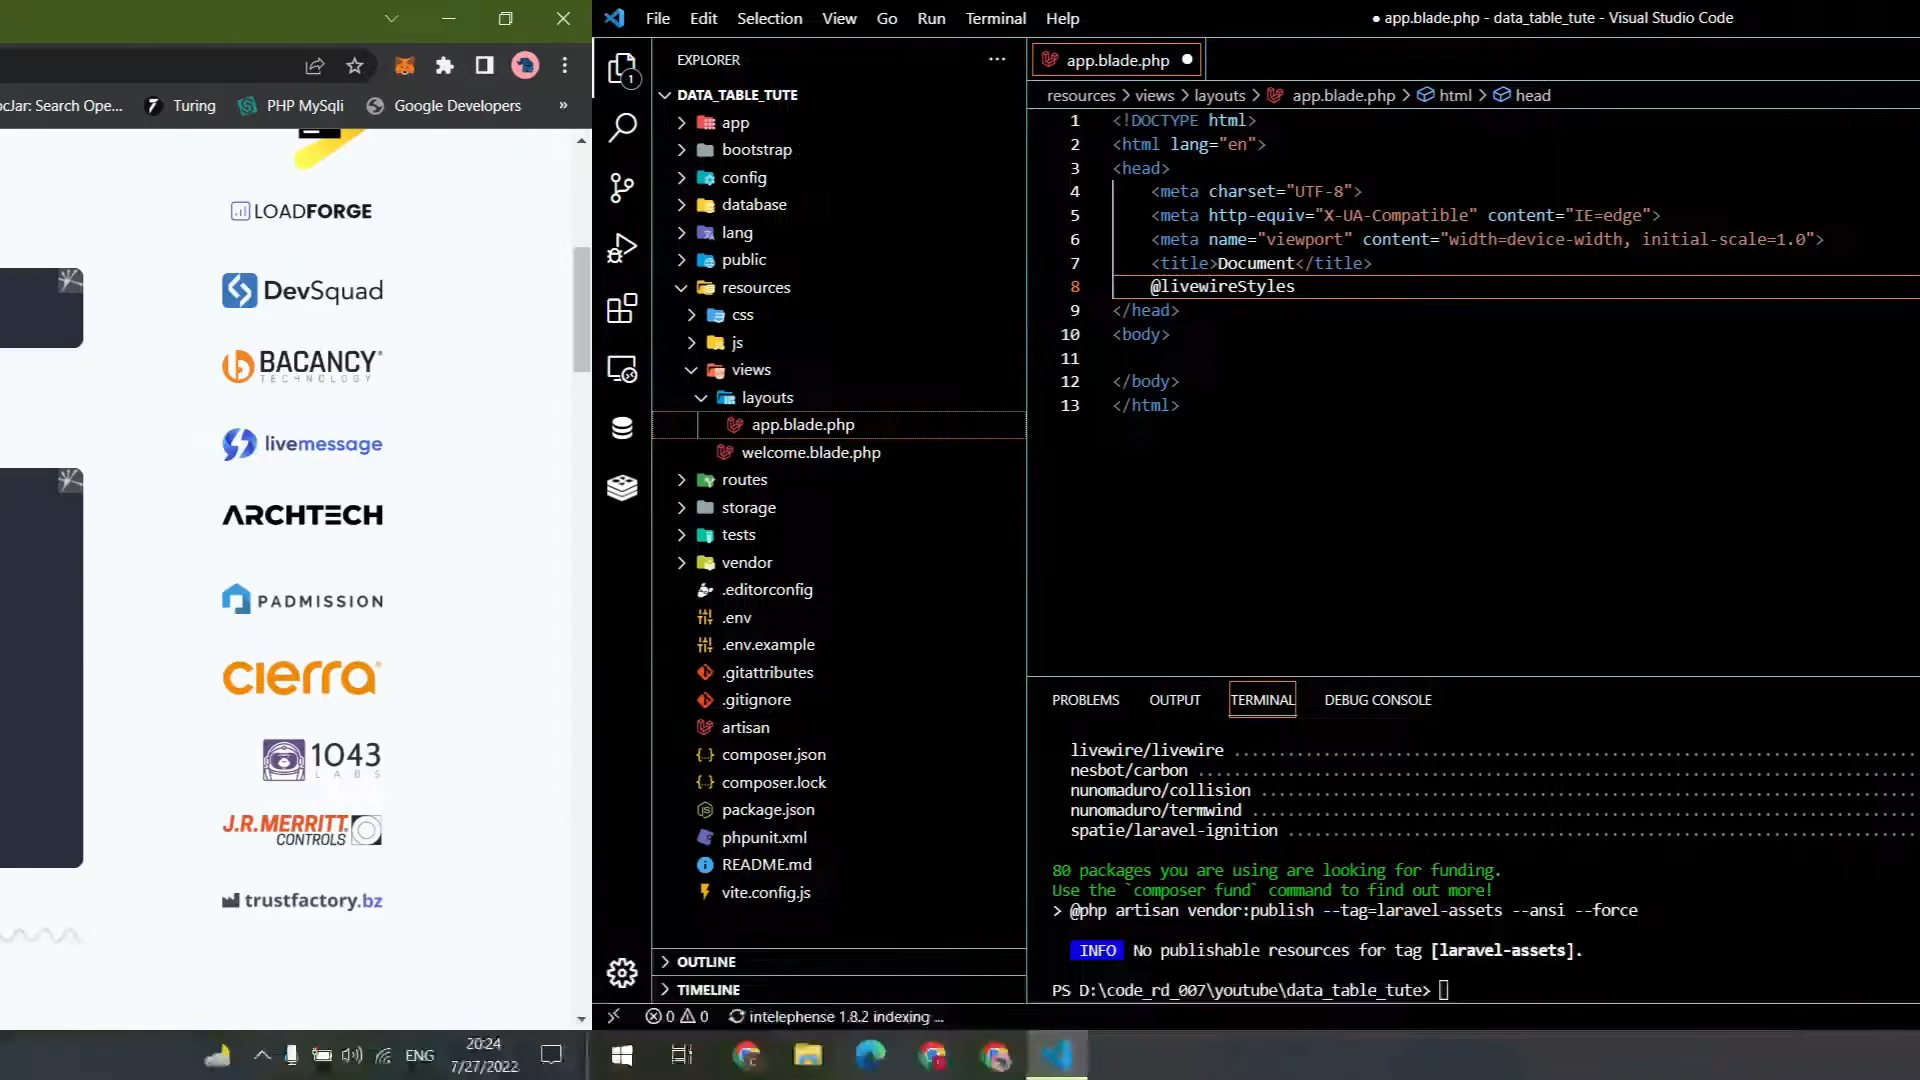 ocJar: Search Ope...
Turing
PHP MySqli
Google Developers
»
LOADFORGE
DevSquad
BACANCY
TECHNOLOGY
livemessage
ARCHTECH
PADMISSION
cierra
1043
LABS
J.R.MERRITT
CONTROLS
trustfactory.bz
File Edit Selection View Go Run Terminal Help
● app.blade.php - data_table_tute - Visual Studio Code
1
EXPLORER
DATA_TABLE_TUTE
app
bootstrap
config
database
lang
public
resources
css
js
views
layouts
app.blade.php
welcome.blade.php
routes
storage
tests
vendor
.editorconfig
.env
.env.example
.gitattributes
.gitignore
artisan
composer.json
composer.lock
package.json
phpunit.xml
README.md
vite.config.js
OUTLINE
TIMELINE
app.blade.php
resources > views > layouts > app.blade.php > html > head
1 <!DOCTYPE html>
2 <html lang="en">
3 <head>
4 <meta charset="UTF-8">
5 <meta http-equiv="X-UA-Compatible" content="IE=edge">
6 <meta name="viewport" content="width=device-width, initial-scale=1.0">
7 <title>Document</title>
8 @livewireStyles
9 </head>
10 <body>
11
12 </body>
13 </html>
PROBLEMS OUTPUT TERMINAL DEBUG CONSOLE
livewire/livewire ................................................................
nesbot/carbon ................................................................
nunomaduro/collision ................................................................
nunomaduro/termwind ................................................................
spatie/laravel-ignition ................................................................
80 packages you are using are looking for funding.
Use the `composer fund` command to find out more!
> @php artisan vendor:publish --tag=laravel-assets --ansi --force
INFO No publishable resources for tag [laravel-assets].
PS D:\code_rd_007\youtube\data_table_tute>
0 0 intelephense 1.8.2 indexing ...
ENG
20:24
7/27/2022